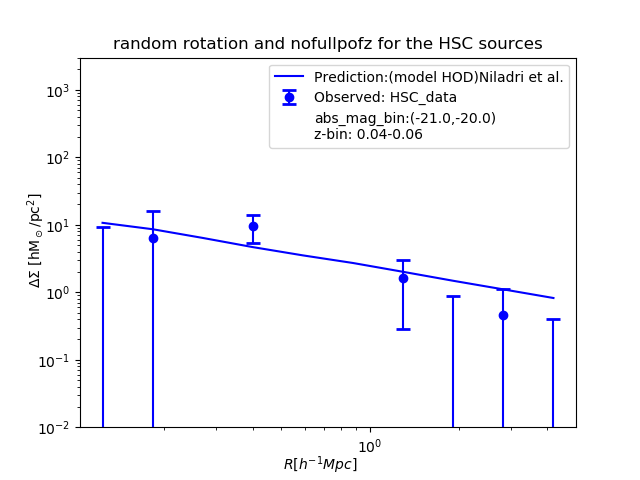 random rotation and nofullpofz for the HSC sources
Prediction:(model HOD)Niladri et al.
Observed: HSC_data
abs_mag_bin:(-21.0,-20.0)
z-bin: 0.04-0.06
ΔΣ [hM⊙/pc²]
10³
10²
10¹
10⁰
10⁻¹
10⁻²
10⁰
R[h⁻¹Mpc]